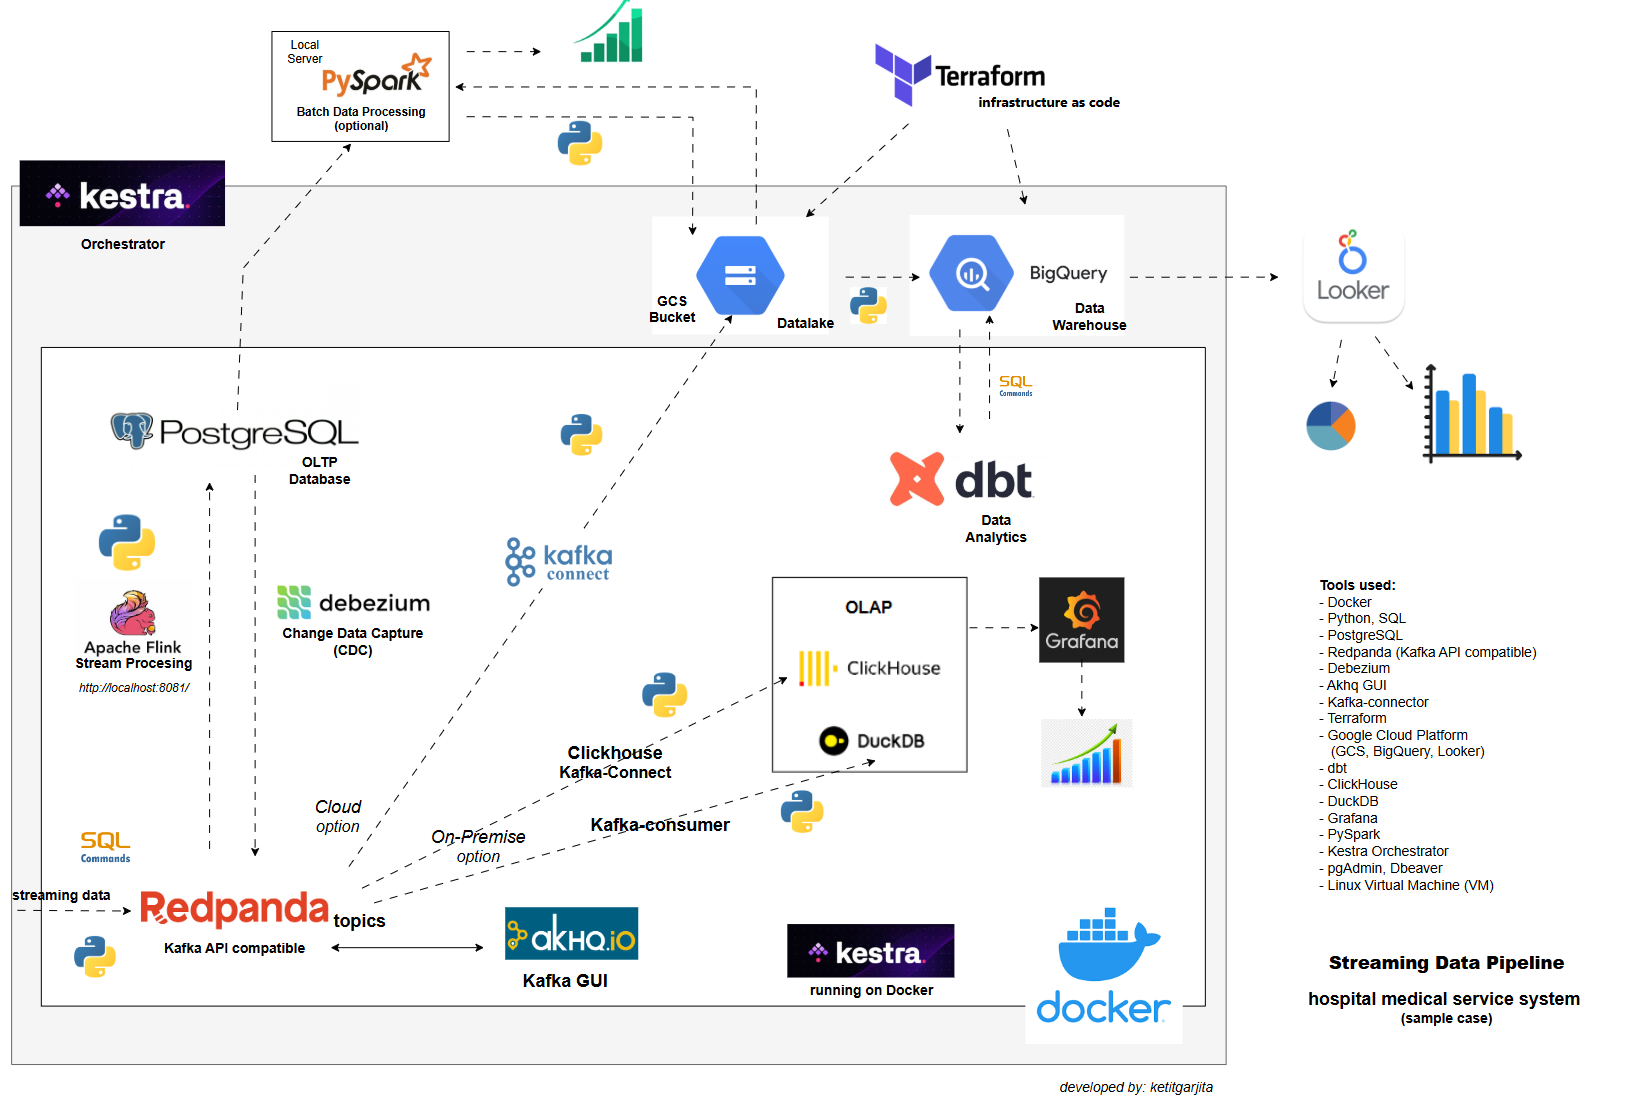 Local
Server
PySpark
Batch Data Processing
(optional)
Terraform
infrastructure as code
kestra.
Orchestrator
GCS
Bucket
Datalake
BigQuery
Data
Warehouse
Looker
SQL
Commands
PostgreSQL
OLTP
Database
dbt
Data
Analytics
kafka
connect
debezium
Change Data Capture
(CDC)
Apache Flink
Stream Procesing
http://localhost:8081/
OLAP
ClickHouse
DuckDB
Grafana
Clickhouse
Kafka-Connect
Cloud
option
On-Premise
option
Kafka-consumer
SQL
Commands
streaming data
Redpanda
topics
Kafka API compatible
aKHQ.iO
Kafka GUI
kestra.
running on Docker
docker
Tools used:
- Docker
- Python, SQL
- PostgreSQL
- Redpanda (Kafka API compatible)
- Debezium
- Akhq GUI
- Kafka-connector
- Terraform
- Google Cloud Platform
(GCS, BigQuery, Looker)
- dbt
- ClickHouse
- DuckDB
- Grafana
- PySpark
- Kestra Orchestrator
- pgAdmin, Dbeaver
- Linux Virtual Machine (VM)
Streaming Data Pipeline
hospital medical service system
(sample case)
developed by: ketitgarjita